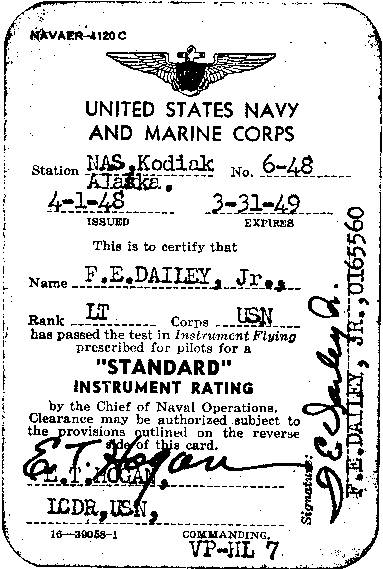 NAVAER-4120 C
UNITED STATES NAVY
AND MARINE CORPS
Station NAS, Kodiak No. 6-48
Alaska.
4-1-48 3-31-49
ISSUED EXPIRES
This is to certify that
Name F.E.DAILEY, Jr.,
Rank LT Corps USN
has passed the test in Instrument Flying
prescribed for pilots for a
"STANDARD"
INSTRUMENT RATING
by the Chief of Naval Operations.
Clearance may be authorized subject to
the provisions outlined on the reverse
side of this card.
E. T. Hogan
E.T.HOGAN,
LCDR,USN,
16—39058-1 COMMANDING,
VP-HL 7
Signature: F E Dailey Jr.
F.E.DAILEY, JR.,0165560